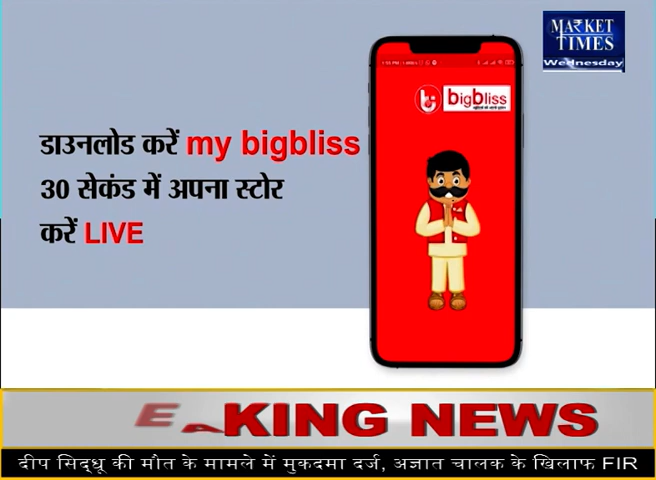 MARKET
TIMES
Wednesday
bigbliss
डाउनलोड करें my bigbliss
30 सेकंड में अपना स्टोर
करें LIVE
KING NEWS
दीप सिद्धू की मौत के मामले में मुकदमा दर्ज, अज्ञात चालक के खिलाफ FIR